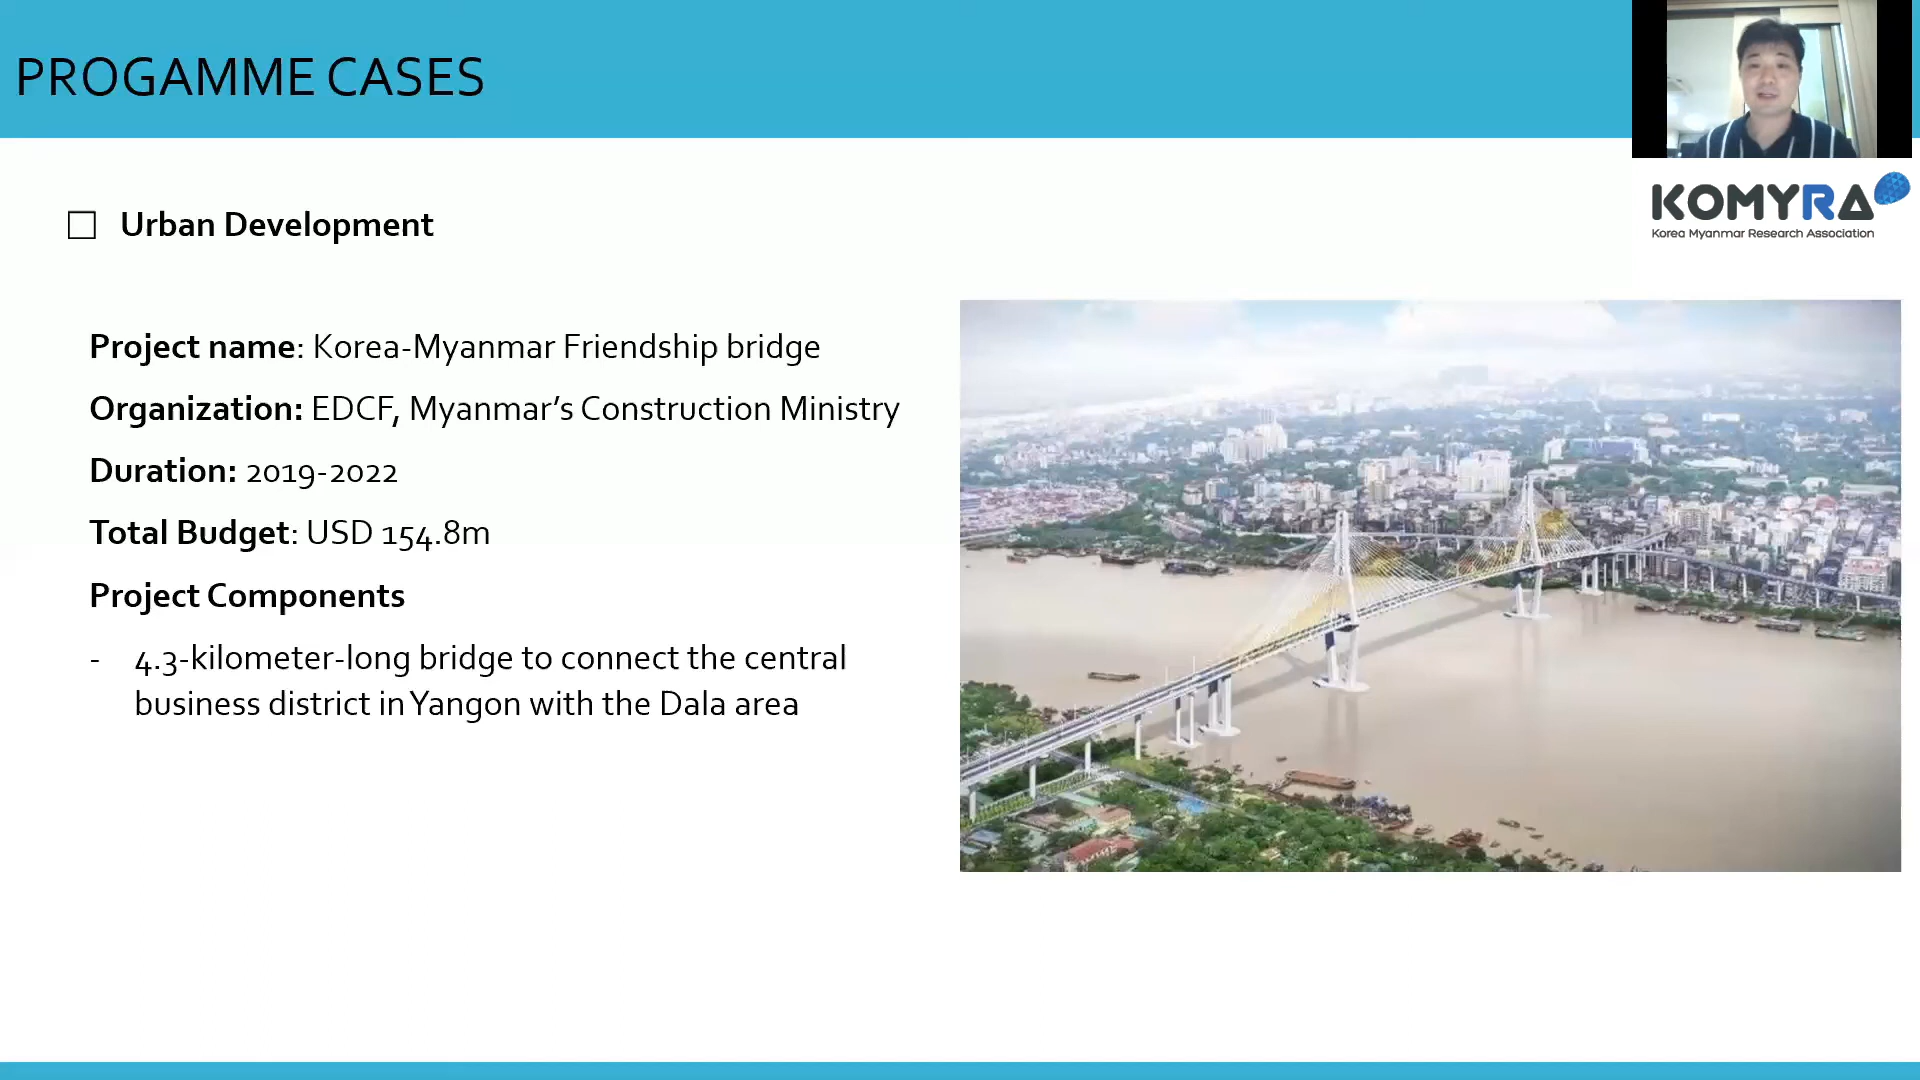 PROGAMME CASES
KOMYRA
Korea Myanmar Research Association
Urban Development
Project name: Korea-Myanmar Friendship bridge
Organization: EDCF, Myanmar’s Construction Ministry
Duration: 2019-2022
Total Budget: USD 154.8m
Project Components
- 4.3-kilometer-long bridge to connect the central
business district in Yangon with the Dala area